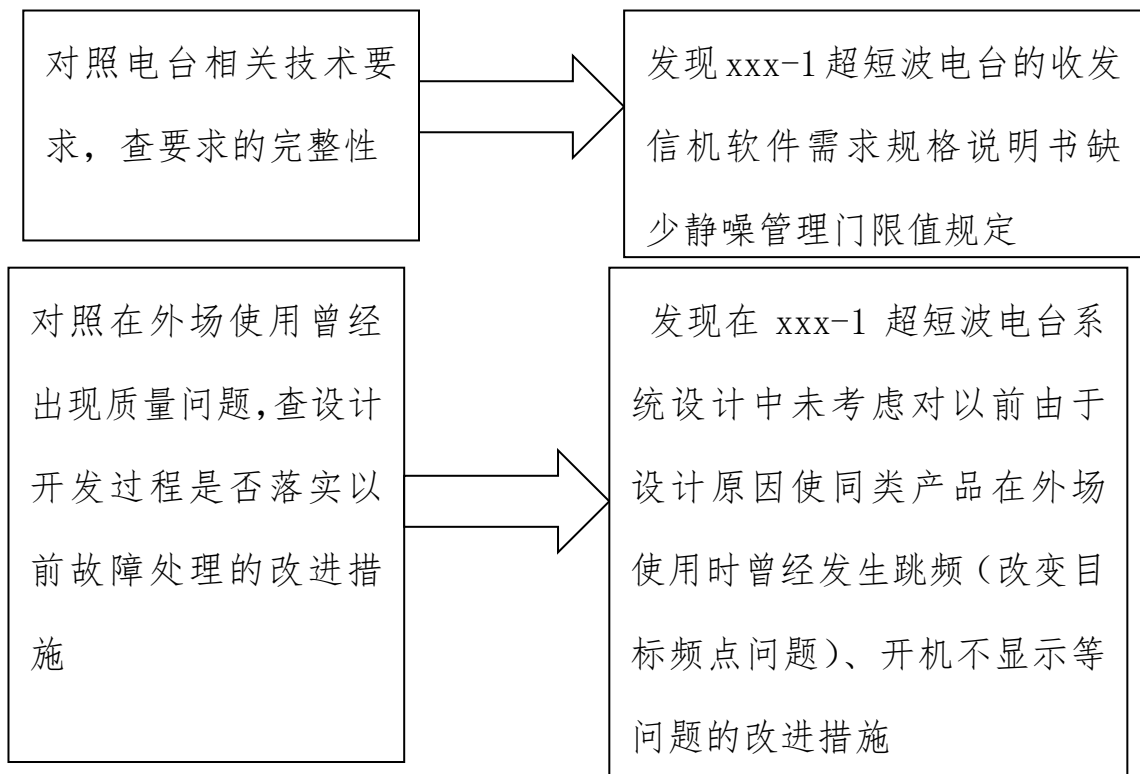 对照电台相关技术要
求，查要求的完整性
发现 xxx-1 超短波电台的收发
信机软件需求规格说明书缺
少静噪管理门限值规定
对照在外场使用曾经
出现质量问题，查设计
开发过程是否落实以
前故障处理的改进措
施
发现在 xxx-1 超短波电台系
统设计中未考虑对以前由于
设计原因使同类产品在外场
使用时曾经发生跳频（改变目
标频点问题）、开机不显示等
问题的改进措施